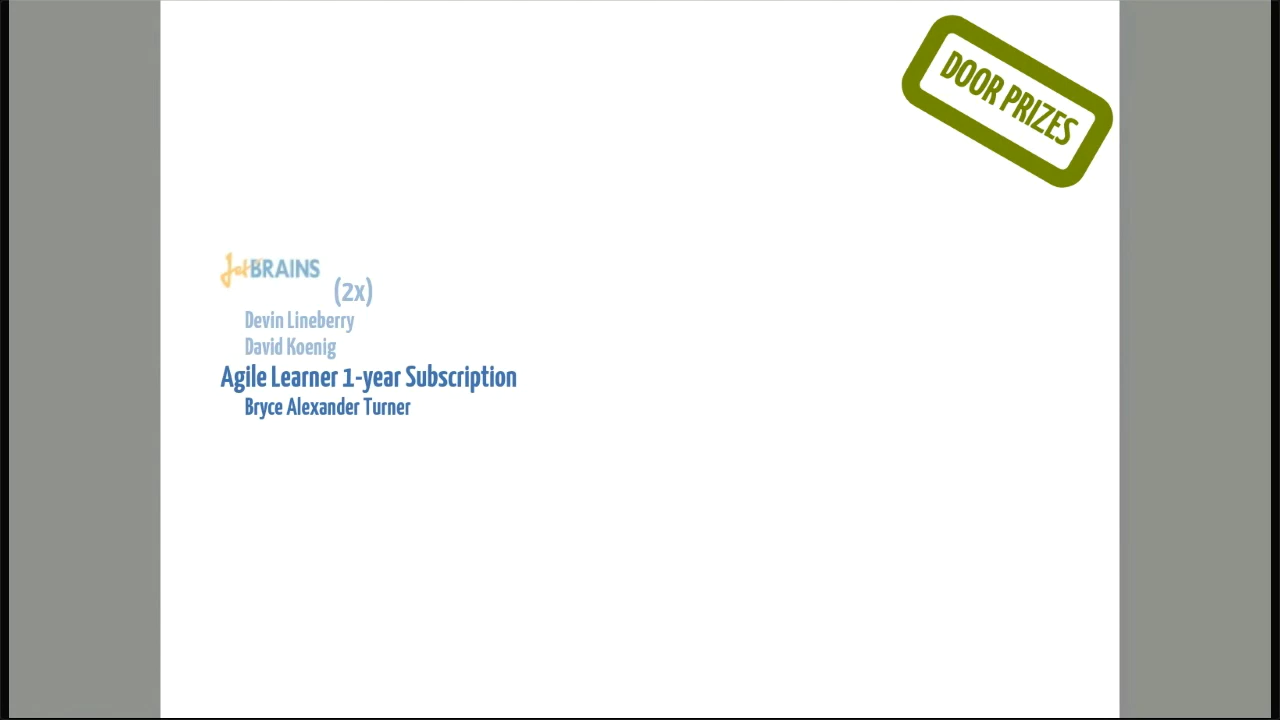 DOOR PRIZES
JetBRAINS (2x)
Devin Lineberry
David Koenig
Agile Learner 1-year Subscription
Bryce Alexander Turner